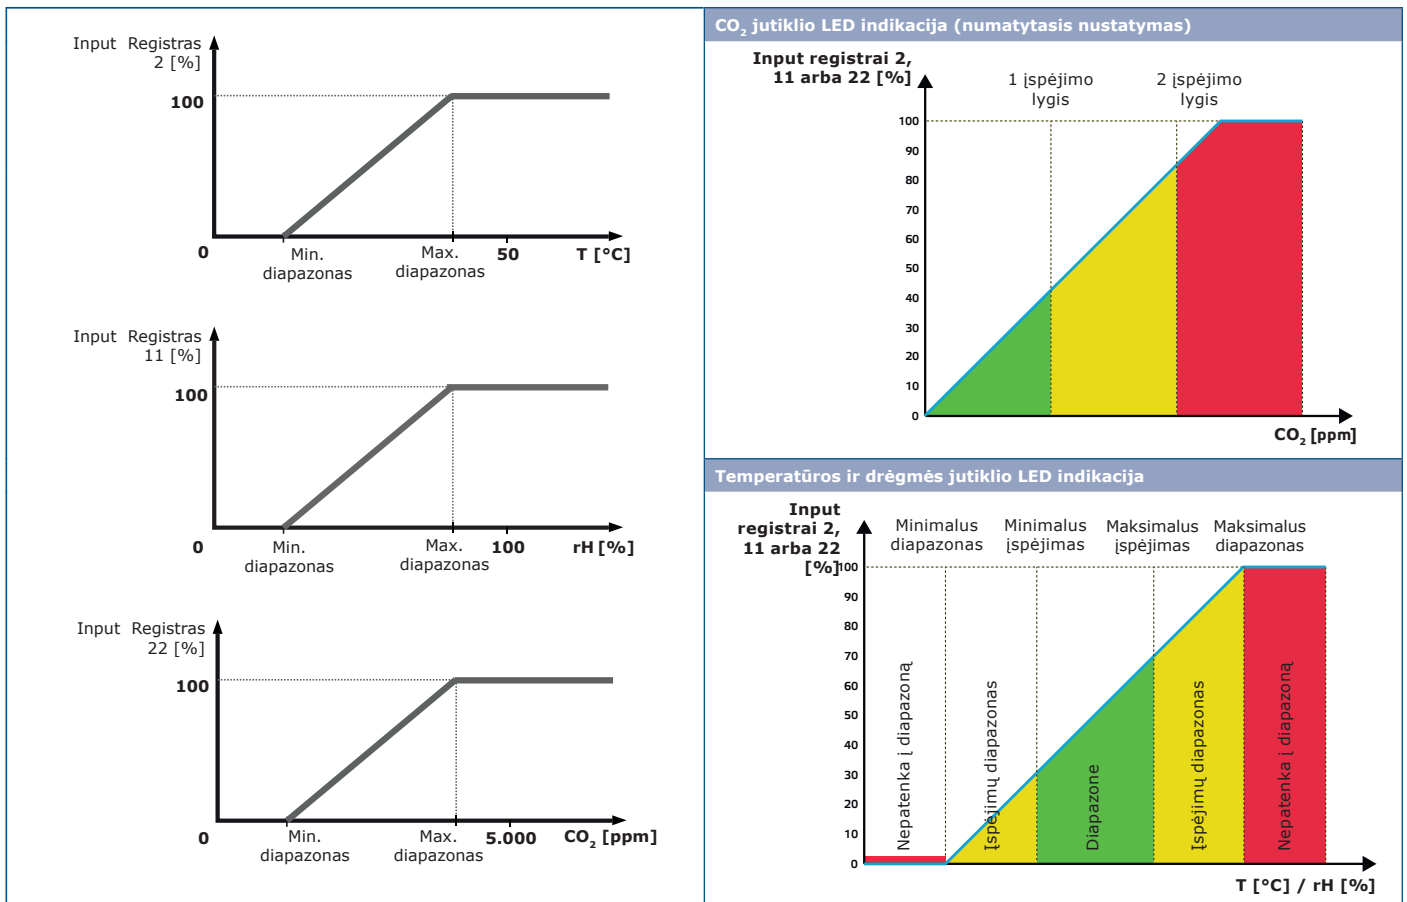 Input Registras
2 [%]
100
0
Min.
diapazonas
Max.
diapazonas
50
T [°C]
Input Registras
11 [%]
100
0
Min.
diapazonas
Max.
diapazonas
100
rH [%]
Input Registras
22 [%]
100
0
Min.
diapazonas
Max.
diapazonas
5.000
CO₂ [ppm]
CO₂ jutiklio LED indikacija (numatytasis nustatymas)
Input registrai 2,
11 arba 22 [%]
1 įspėjimo
lygis
2 įspėjimo
lygis
100
90
80
70
60
50
40
30
20
10
0
CO₂ [ppm]
Temperatūros ir drėgmės jutiklio LED indikacija
Input
registrai 2,
11 arba 22
[%]
Minimalus
diapazonas
Minimalus
įspėjimas
Maksimalus
įspėjimas
Maksimalus
diapazonas
100
90
80
70
60
50
40
30
20
10
0
Nepatenka į diapazoną
Įspėjimų diapazonas
Diapazone
Įspėjimų diapazonas
Nepatenka į diapazoną
T [°C] / rH [%]